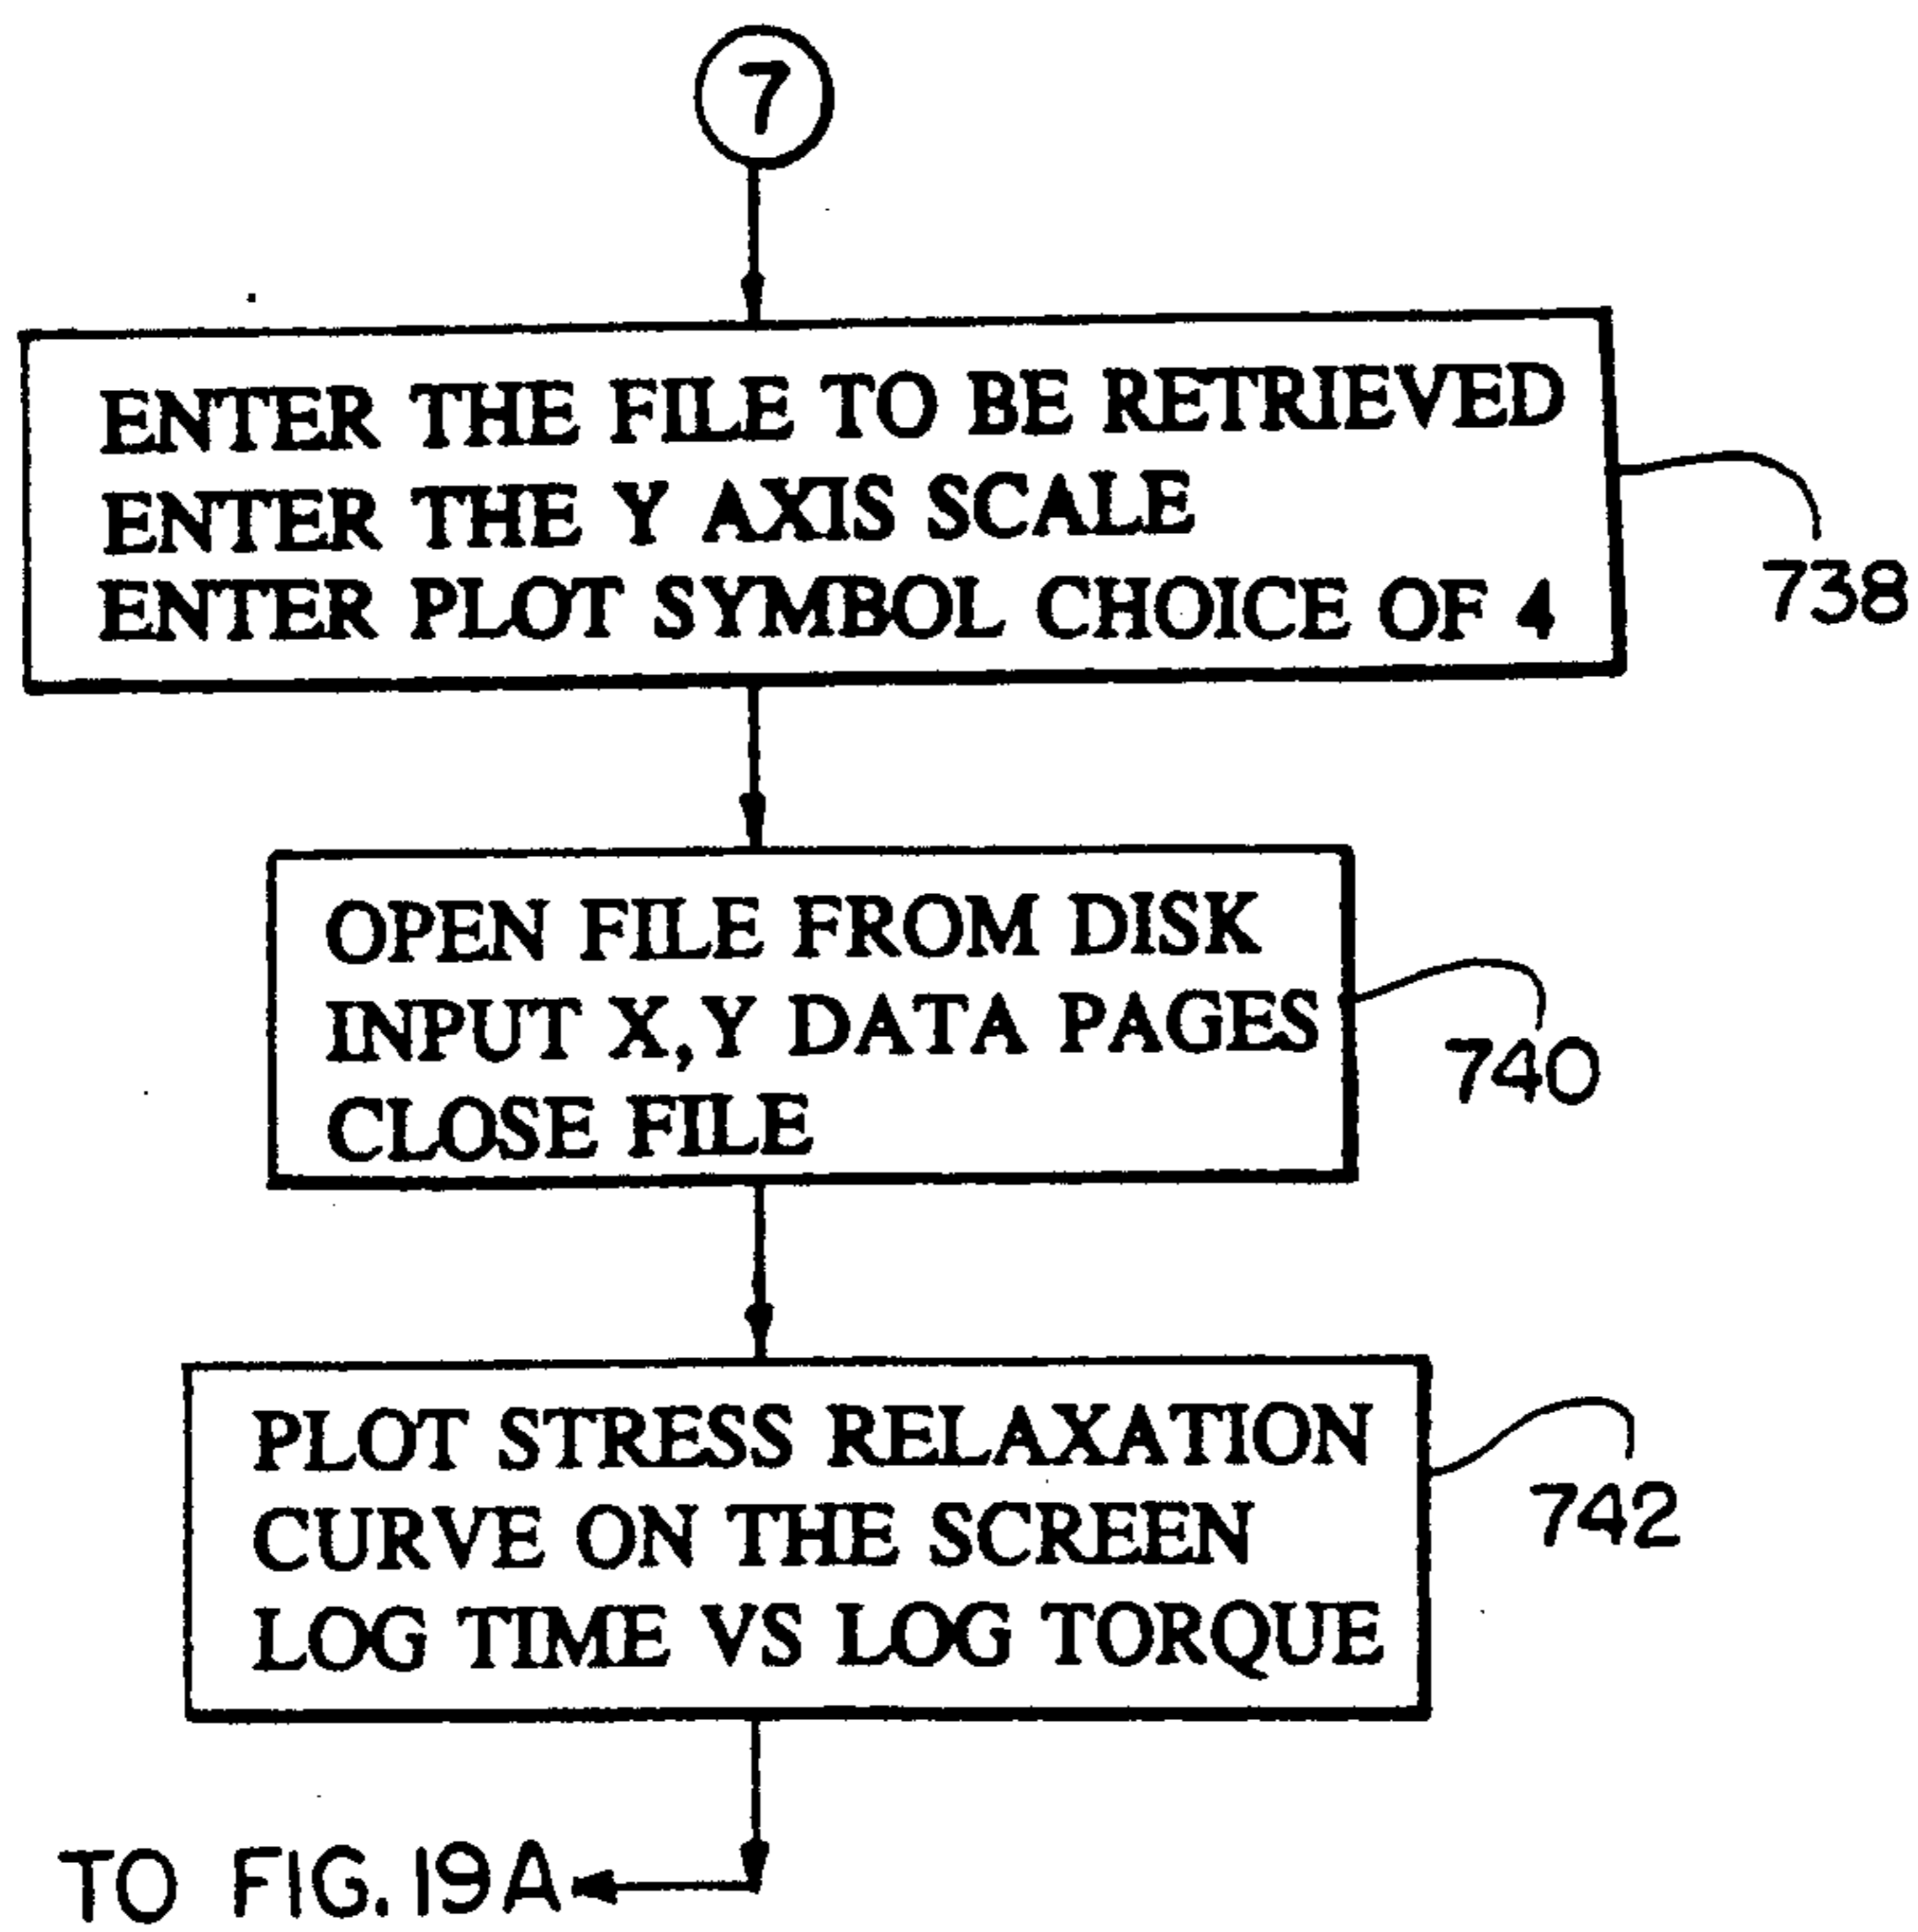 7
ENTER THE FILE TO BE RETRIEVED
ENTER THE Y AXIS SCALE
ENTER PLOT SYMBOL CHOICE OF 4
738
OPEN FILE FROM DISK
INPUT X,Y DATA PAGES
CLOSE FILE
740
PLOT STRESS RELAXATION
CURVE ON THE SCREEN
LOG TIME VS LOG TORQUE
742
TO FIG.19A